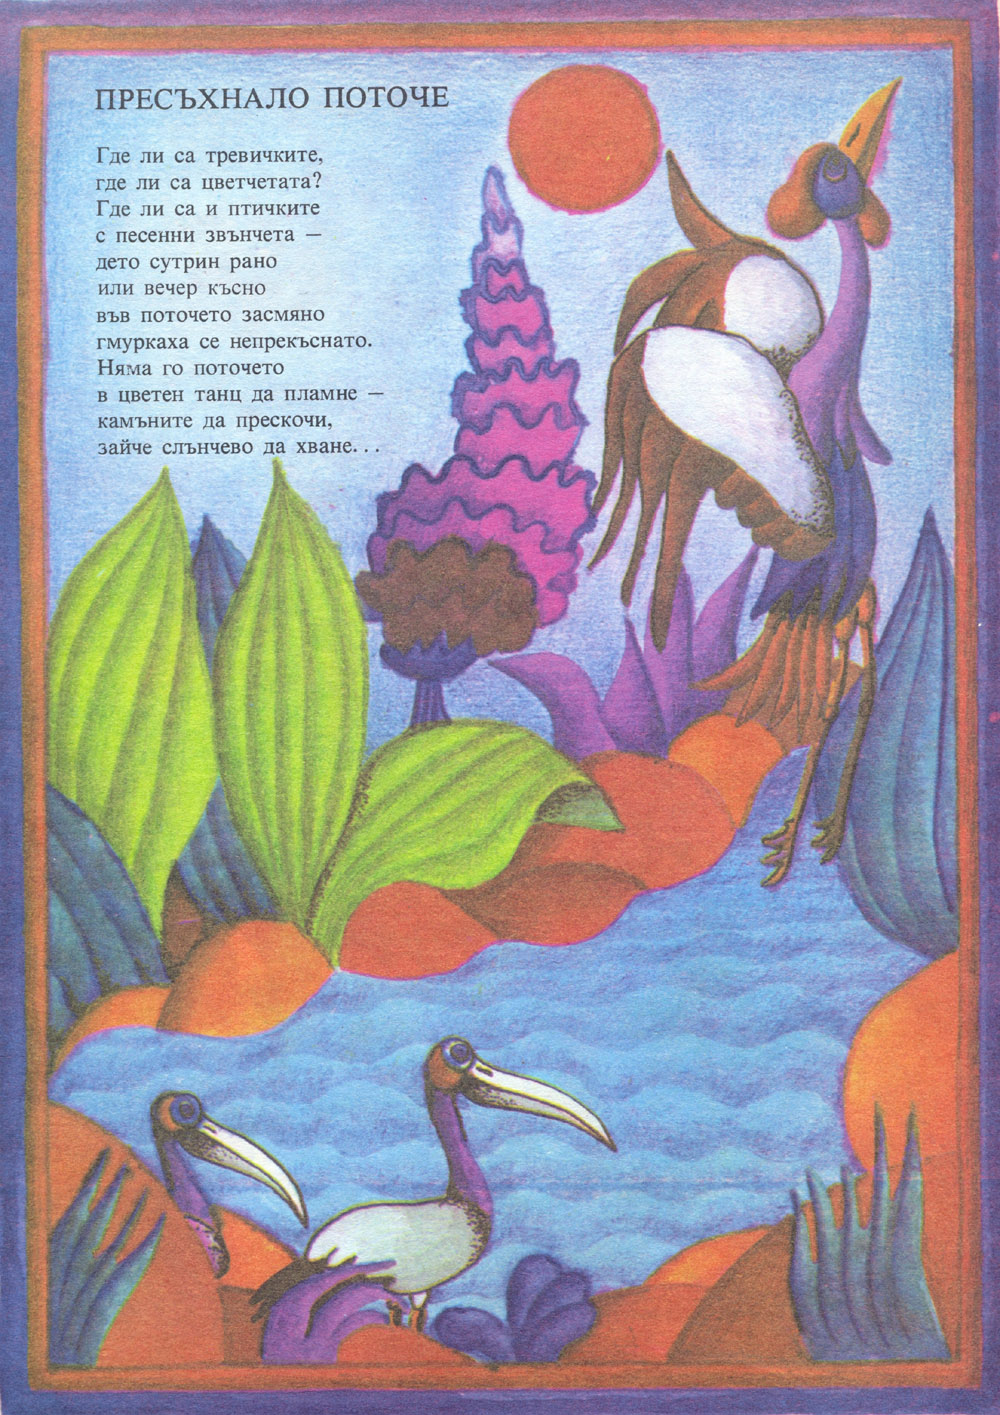 ПРЕСЪХНАЛО ПОТОЧЕ
Где ли са тревичките,
где ли са цветчетата?
Где ли са и птичките
с песенни звънчета —
дето сутрин рано
или вечер късно
във поточето засмяно
гмуркаха се непрекъснато.
Няма го поточето
в цветен танц да пламне —
камъните да прескочи,
зайче слънчево да хване...